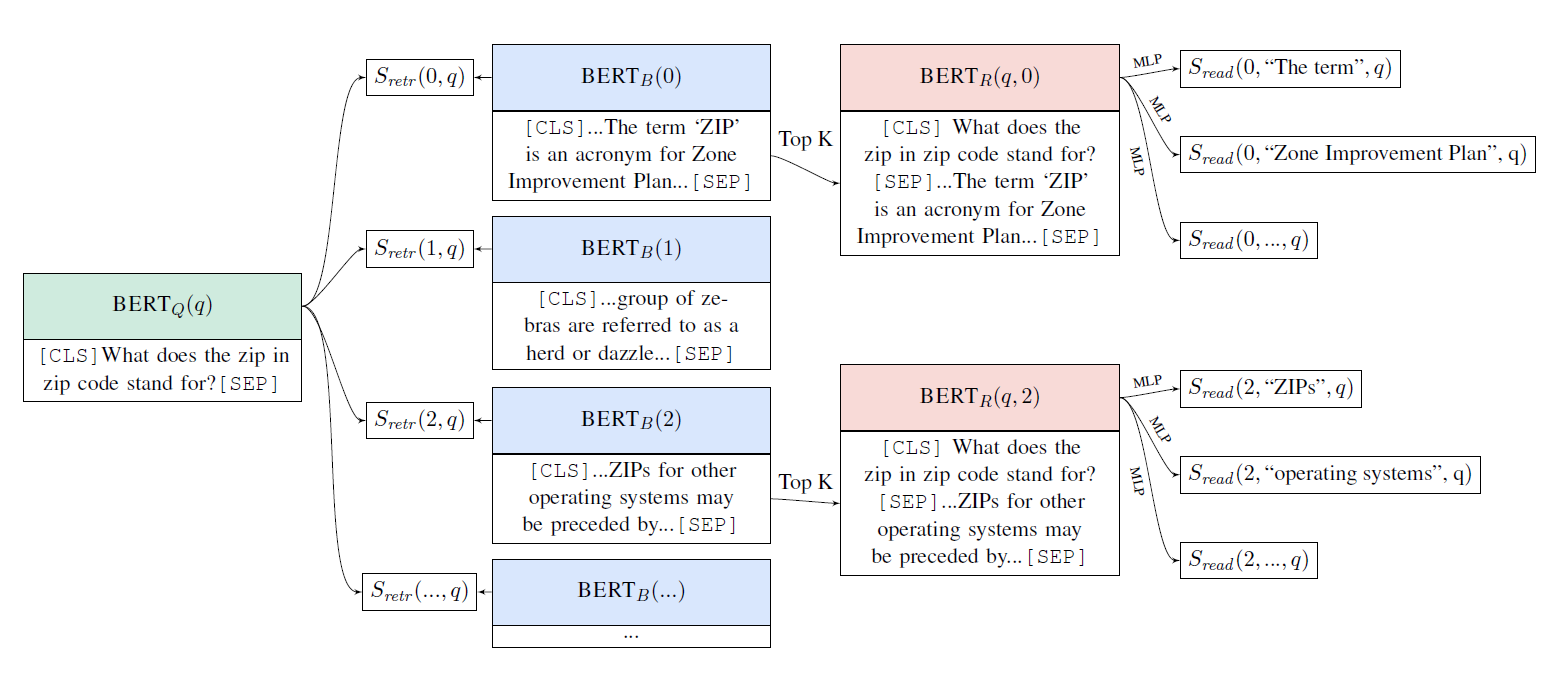 BERT_Q(q)
[CLS]What does the zip in
zip code stand for?[SEP]
S_retr(0, q)
S_retr(1, q)
S_retr(2, q)
S_retr(..., q)
BERT_B(0)
[CLS]...The term ‘ZIP’
is an acronym for Zone
Improvement Plan...[SEP]
BERT_B(1)
[CLS]...group of ze-
bras are referred to as a
herd or dazzle...[SEP]
BERT_B(2)
[CLS]...ZIPs for other
operating systems may
be preceded by...[SEP]
BERT_B(...)
...
Top K
Top K
BERT_R(q, 0)
[CLS] What does the
zip in zip code stand for?
[SEP]...The term ‘ZIP’
is an acronym for Zone
Improvement Plan...[SEP]
BERT_R(q, 2)
[CLS] What does the
zip in zip code stand for?
[SEP]...ZIPs for other
operating systems may
be preceded by...[SEP]
MLP
MLP
MLP
S_read(0, “The term”, q)
S_read(0, “Zone Improvement Plan”, q)
S_read(0, ..., q)
MLP
MLP
MLP
S_read(2, “ZIPs”, q)
S_read(2, “operating systems”, q)
S_read(2, ..., q)